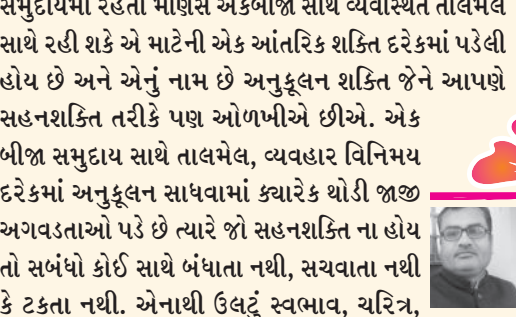 સમુદાયમાં રહેતા માણસ એકબીજા સાથે વ્યવસ્થિત તાલમેલ
સાથે રહી શકે એ માટેની એક આંતરિક શક્તિ દરેકમાં પડેલી
હોય છે અને એનું નામ છે અનુકૂલન શક્તિ જેને આપણે
સહનશક્તિ તરીકે પણ ઓળખીએ છીએ. એક
બીજા સમુદાય સાથે તાલમેલ, વ્યવહાર વિનિમય
દરેકમાં અનુકૂલન સાધવામાં ક્યારેક થોડી જાજી
અગવડતાઓ પડે છે ત્યારે જો સહનશક્તિ ના હોય
તો સબંધો કોઈ સાથે બંધાતા નથી, સચવાતા નથી
કે ટકતા નથી. એનાથી ઉલટું સ્વભાવ, ચરિત્ર,